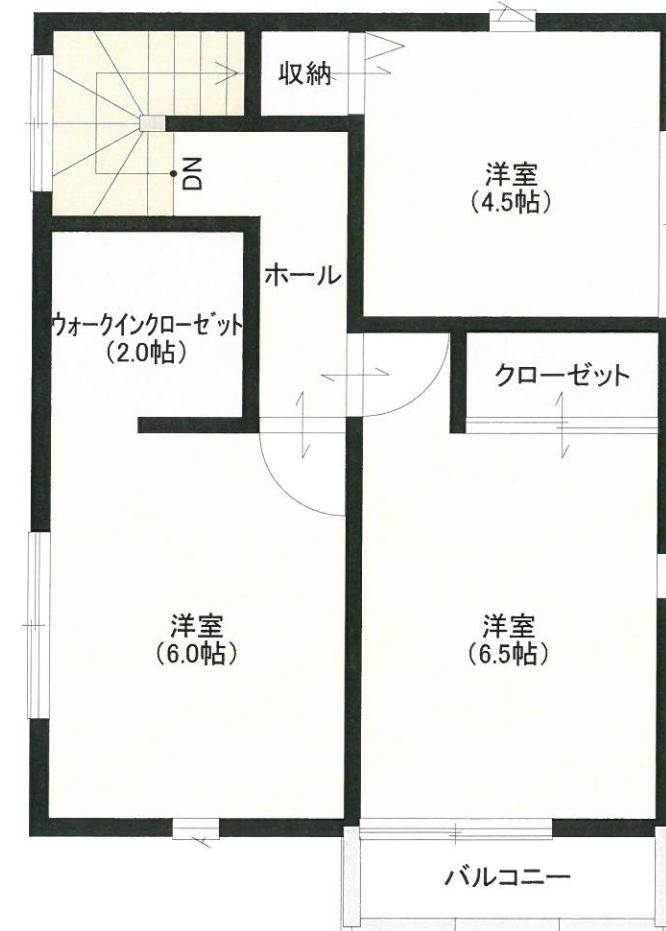 収納
洋室
(4.5帖)
DN
ホール
ウォークインクローゼット
(2.0帖)
クローゼット
洋室
(6.0帖)
洋室
(6.5帖)
バルコニー